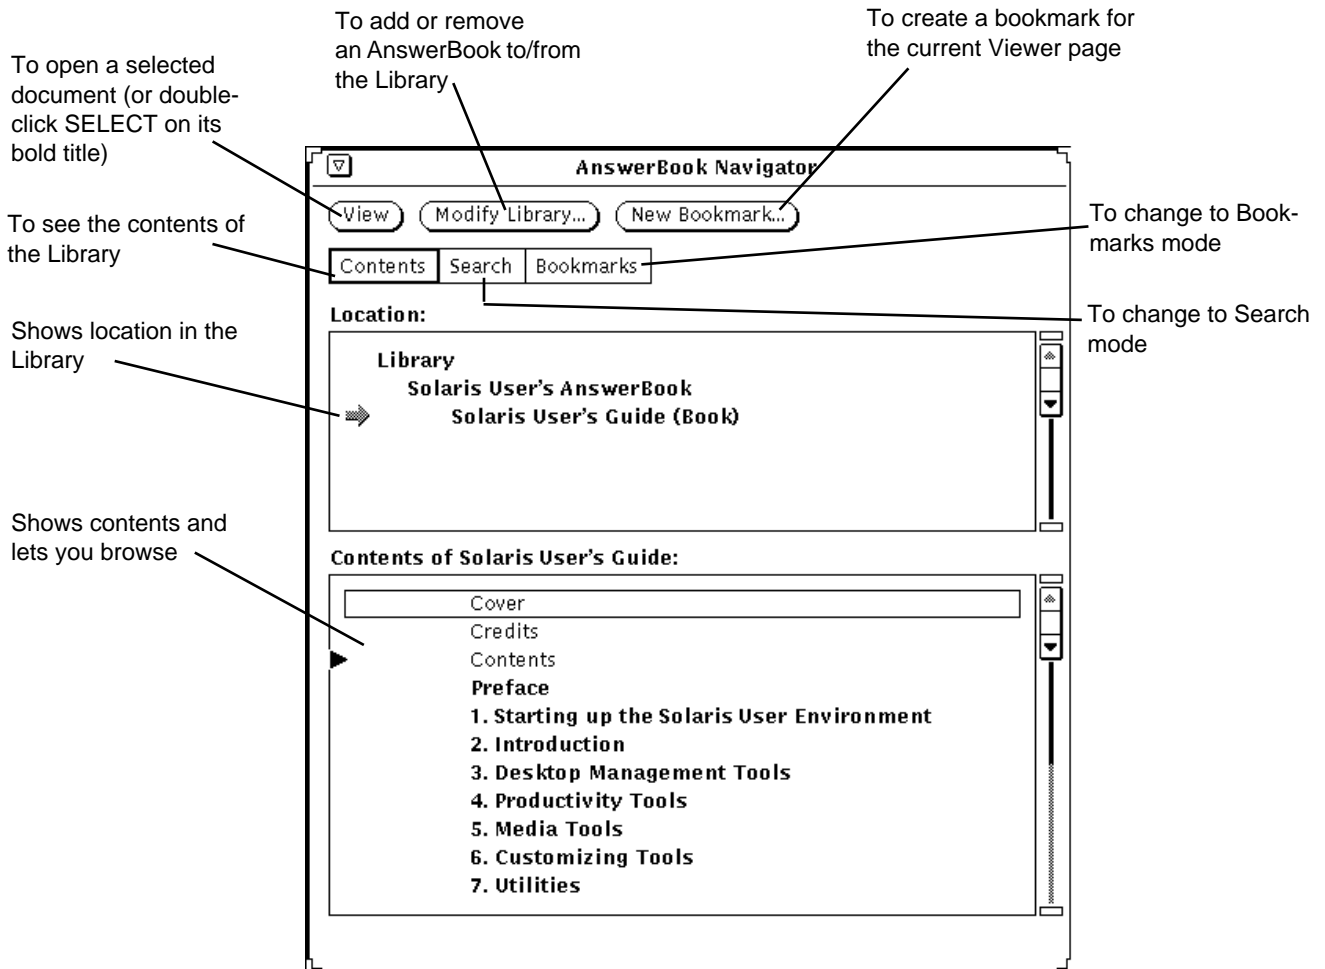 To add or remove
an AnswerBook to/from
the Library
To create a bookmark for
the current Viewer page
To open a selected
document (or double-
click SELECT on its
bold title)
AnswerBook Navigator
View
Modify Library...
New Bookmark...
To see the contents of
the Library
To change to Book-
marks mode
Contents
Search
Bookmarks
Location:
To change to Search
mode
Shows location in the
Library
Library
Solaris User's AnswerBook
Solaris User's Guide (Book)
Shows contents and
lets you browse
Contents of Solaris User's Guide:
Cover
Credits
Contents
Preface
1. Starting up the Solaris User Environment
2. Introduction
3. Desktop Management Tools
4. Productivity Tools
5. Media Tools
6. Customizing Tools
7. Utilities